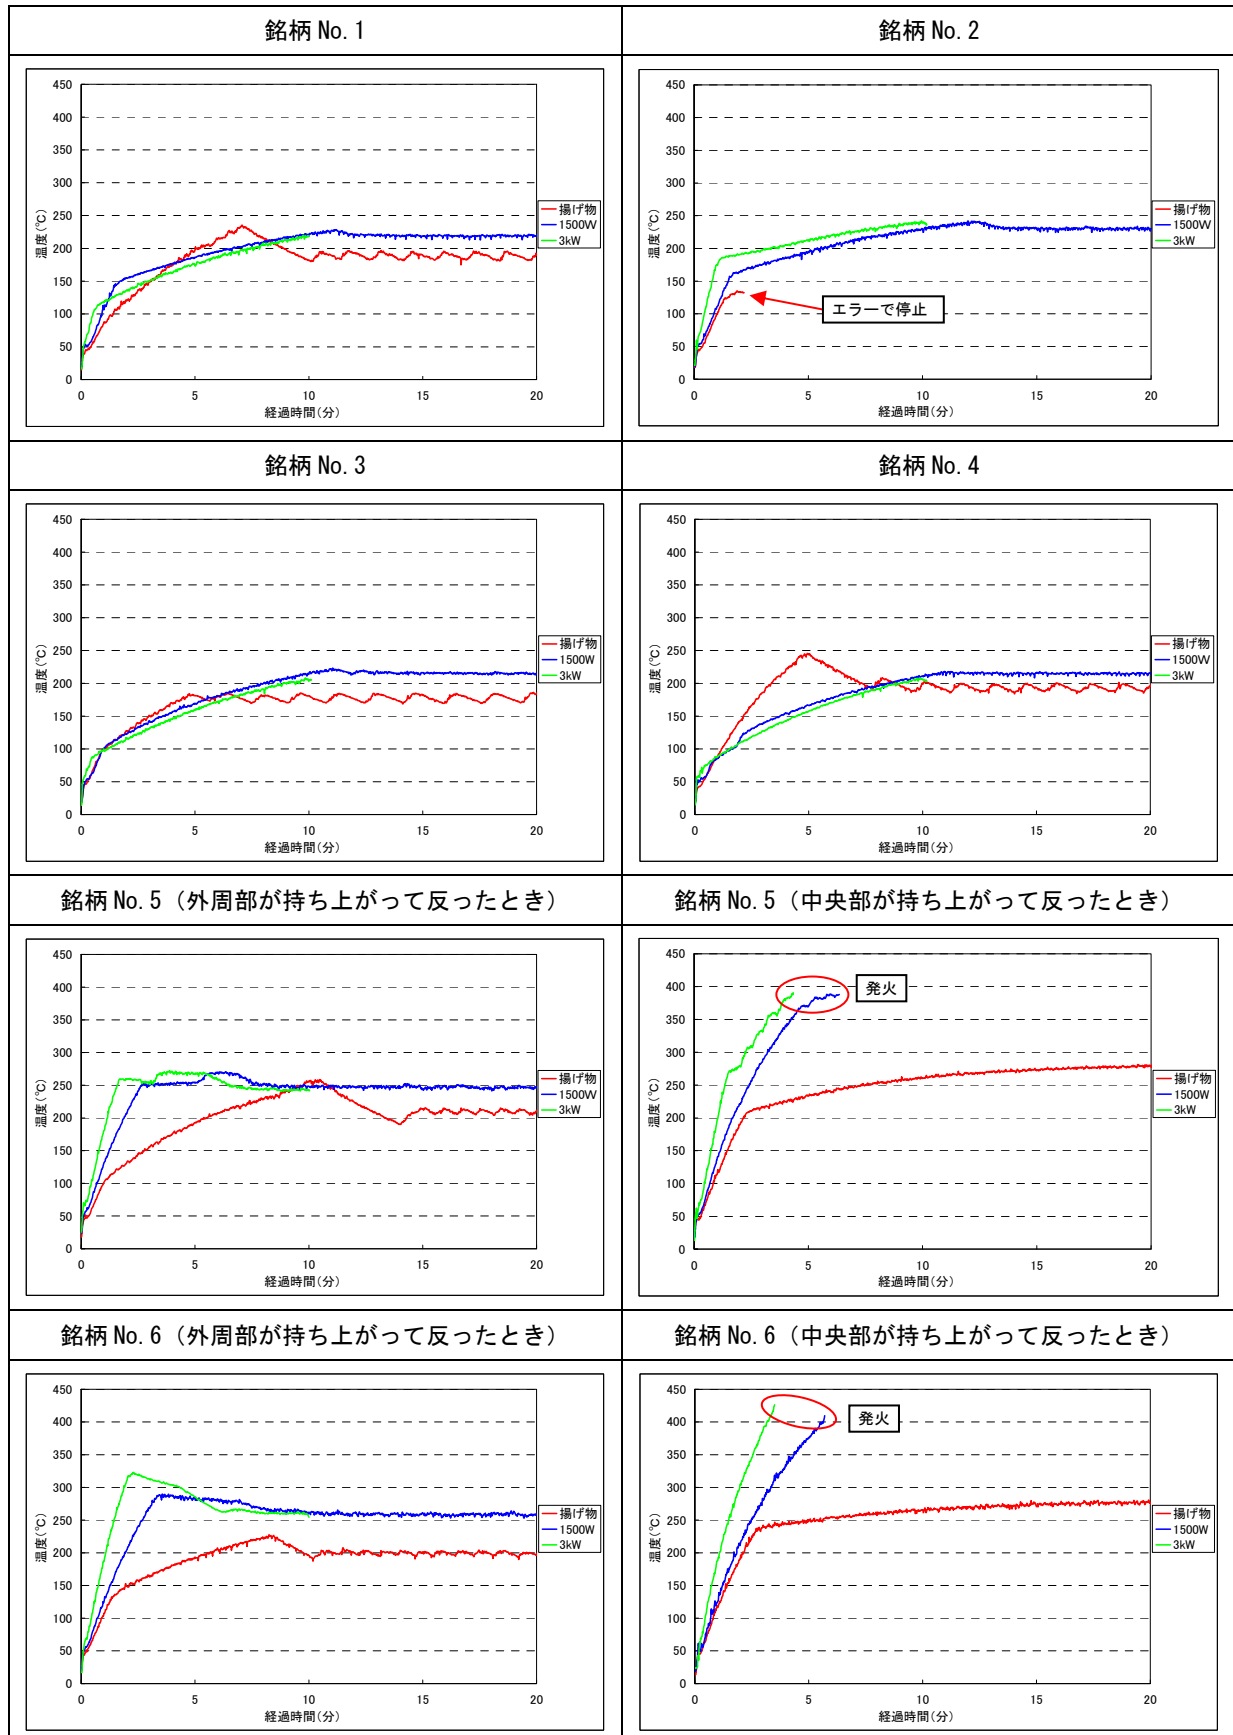 銘柄 No. 1
銘柄 No. 2
450
400
350
300
250
200
150
100
50
0
温度(℃)
0
5
10
15
20
経過時間(分)
揚げ物
1500W
3kW
450
400
350
300
250
200
150
100
50
0
温度(℃)
0
5
10
15
20
経過時間(分)
揚げ物
1500W
3kW
エラーで停止
銘柄 No. 3
銘柄 No. 4
450
400
350
300
250
200
150
100
50
0
温度(℃)
0
5
10
15
20
経過時間(分)
揚げ物
1500W
3kW
450
400
350
300
250
200
150
100
50
0
温度(℃)
0
5
10
15
20
経過時間(分)
揚げ物
1500W
3kW
銘柄 No. 5（外周部が持ち上がって反ったとき）
銘柄 No. 5（中央部が持ち上がって反ったとき）
450
400
350
300
250
200
150
100
50
0
温度(℃)
0
5
10
15
20
経過時間(分)
揚げ物
1500W
3kW
450
400
350
300
250
200
150
100
50
0
温度(℃)
0
5
10
15
20
経過時間(分)
揚げ物
1500W
3kW
発火
銘柄 No. 6（外周部が持ち上がって反ったとき）
銘柄 No. 6（中央部が持ち上がって反ったとき）
450
400
350
300
250
200
150
100
50
0
温度(℃)
0
5
10
15
20
経過時間(分)
揚げ物
1500W
3kW
450
400
350
300
250
200
150
100
50
0
温度(℃)
0
5
10
15
20
経過時間(分)
揚げ物
1500W
3kW
発火